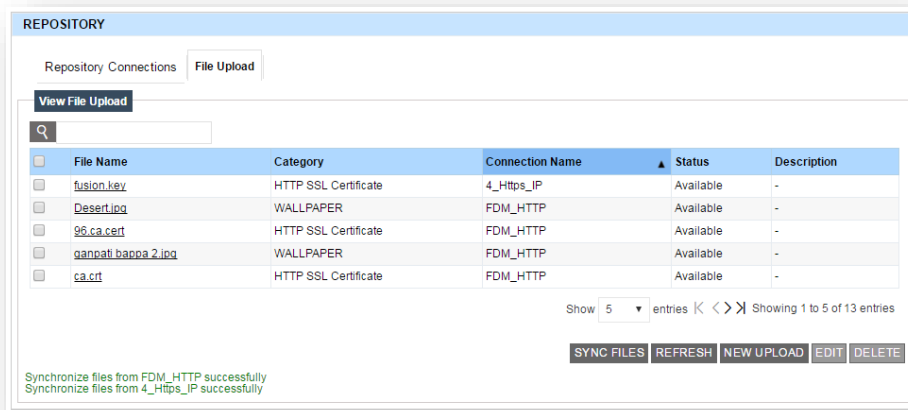 REPOSITORY
Repository Connections File Upload
View File Upload
File Name Category Connection Name Status Description
fusion.key HTTP SSL Certificate 4_Https_IP Available -
Desert.jpg WALLPAPER FDM_HTTP Available -
96.ca.cert HTTP SSL Certificate FDM_HTTP Available -
ganpati bappa 2.jpg WALLPAPER FDM_HTTP Available -
ca.crt HTTP SSL Certificate FDM_HTTP Available -
Show 5 entries Showing 1 to 5 of 13 entries
SYNC FILES REFRESH NEW UPLOAD EDIT DELETE
Synchronize files from FDM_HTTP successfully
Synchronize files from 4_Https_IP successfully